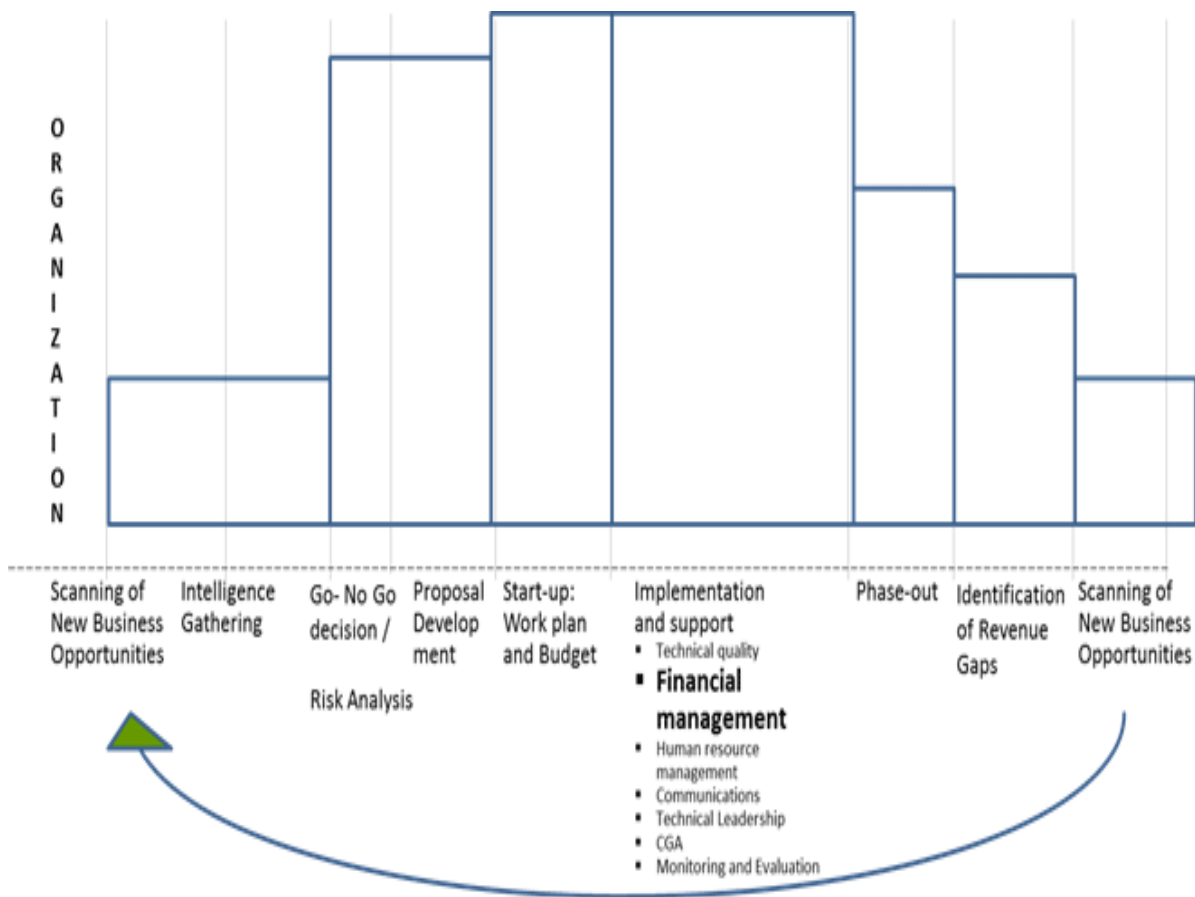 O
R
G
A
N
I
Z
A
T
I
O
N
Scanning of
New Business
Opportunities
Intelligence
Gathering
Go- No Go
decision /
Risk Analysis
Proposal
Develop
ment
Start-up:
Work plan
and Budget
Implementation
and support
▪ Technical quality
▪ Financial
management
▪ Human resource
management
▪ Communications
▪ Technical Leadership
▪ CGA
▪ Monitoring and Evaluation
Phase-out
Identification
of Revenue
Gaps
Scanning of
New Business
Opportunities